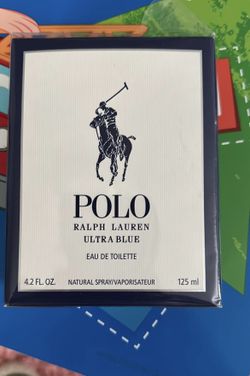 POLO
RALPH LAUREN
ULTRA BLUE
EAU DE TOILETTE
4.2 FL. OZ. NATURAL SPRAY/VAPORISATEUR 125 ml